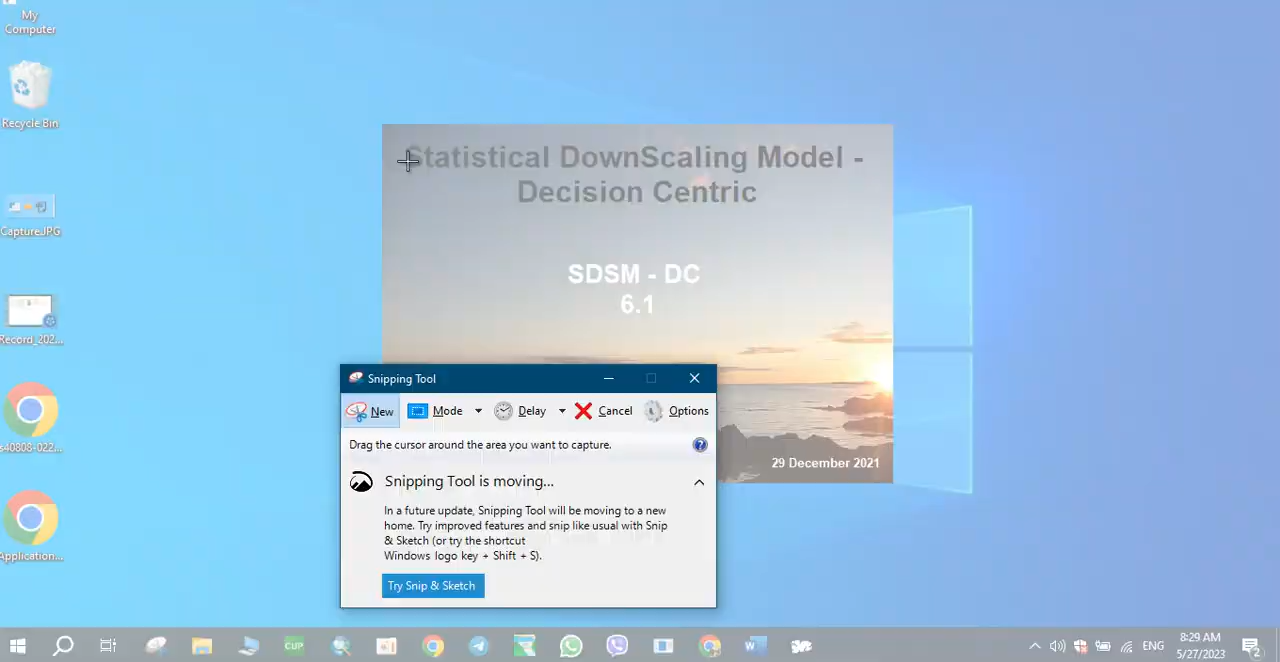 My
Computer
Recycle Bin
Capture.JPG
Record_202...
s40808-022...
Application...
Statistical DownScaling Model -
Decision Centric
SDSM - DC
6.1
29 December 2021
Snipping Tool
New
Mode
Delay
Cancel
Options
Drag the cursor around the area you want to capture.
?
Snipping Tool is moving...
In a future update, Snipping Tool will be moving to a new
home. Try improved features and snip like usual with Snip
& Sketch (or try the shortcut
Windows logo key + Shift + S).
Try Snip & Sketch
CUP
ENG
8:29 AM
5/27/2023
2